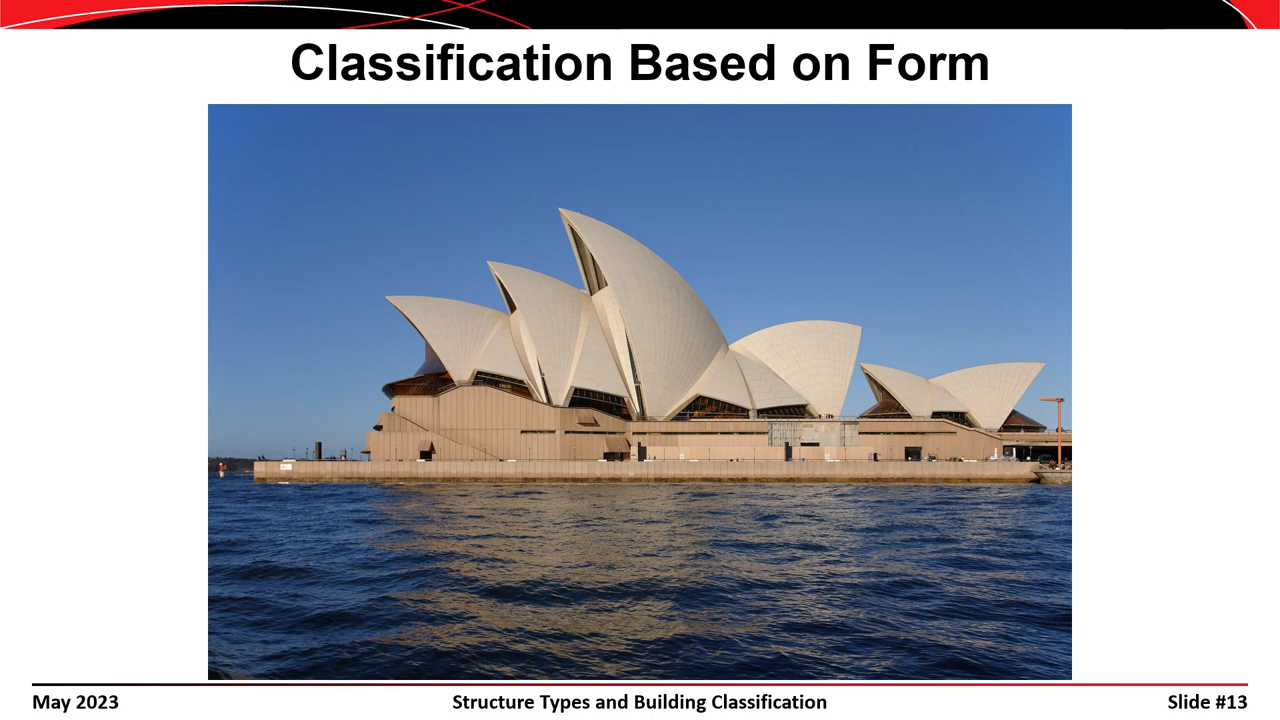 Classification Based on Form
May 2023
Structure Types and Building Classification
Slide #13